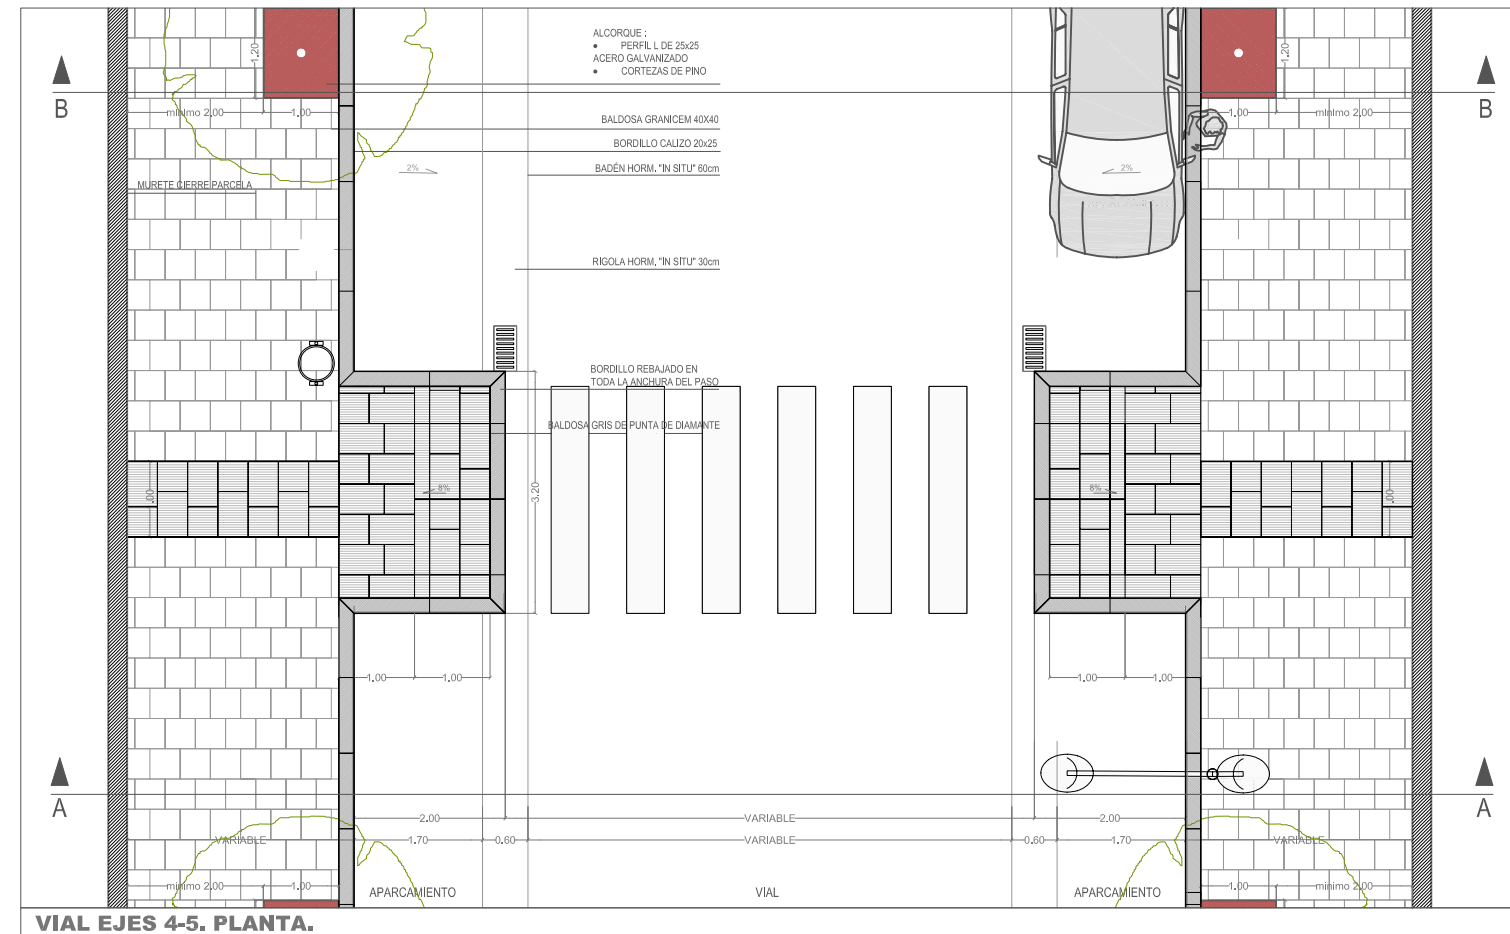 ALCORQUE :
• PERFIL L DE 25x25
ACERO GALVANIZADO
• CORTEZAS DE PINO
1.20
1.20
B
B
mínimo 2.00
1.00
1.00
mínimo 2.00
BALDOSA GRANICEM 40X40
BORDILLO CALIZO 20x25
BADÉN HORM. "IN SITU" 60cm
2%
2%
MURETE CIERRE PARCELA
RÍGOLA HORM. "IN SITU" 30cm
BORDILLO REBAJADO EN
TODA LA ANCHURA DEL PASO
BALDOSA GRIS DE PUNTA DE DIAMANTE
1.00
8%
3.20
8%
1.00
1.00
1.00
1.00
1.00
A
A
2.00
VARIABLE
2.00
VARIABLE
1.70
0.60
VARIABLE
0.60
1.70
VARIABLE
mínimo 2.00
1.00
APARCAMIENTO
VIAL
APARCAMIENTO
1.00
mínimo 2.00
VIAL EJES 4-5. PLANTA.